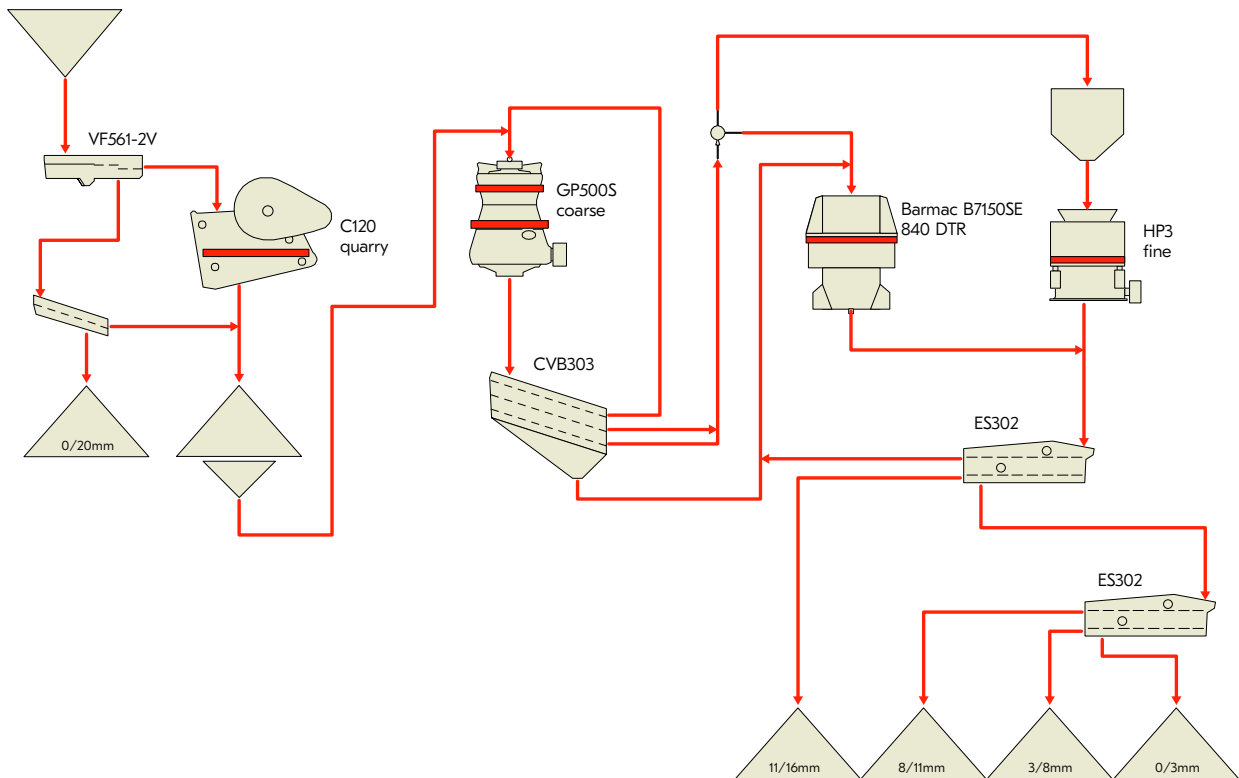 VF561-2V
C120
quarry
0/20mm
GP500S
coarse
CVB303
Barmac B7150SE
840 DTR
HP3
fine
ES302
ES302
11/16mm
8/11mm
3/8mm
0/3mm